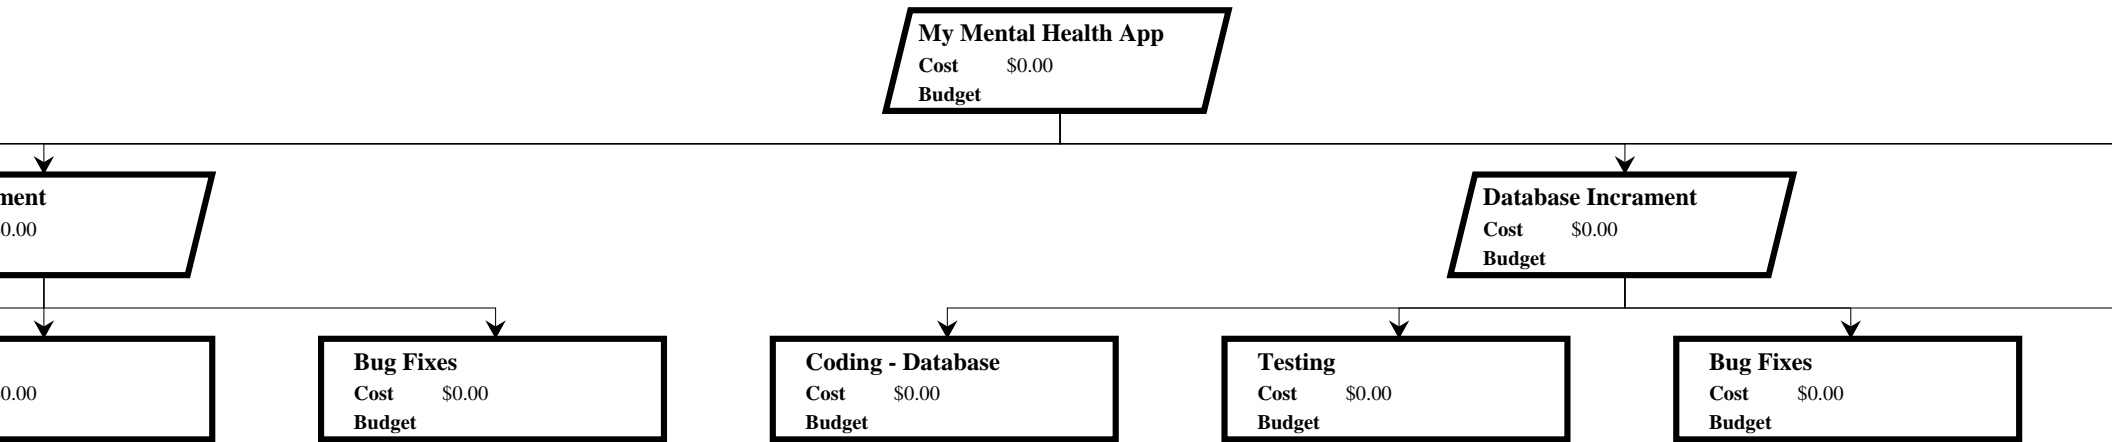 My Mental Health App
Cost $0.00
Budget
ment
0.00
Database Incrament
Cost $0.00
Budget
0.00
Bug Fixes
Cost $0.00
Budget
Coding - Database
Cost $0.00
Budget
Testing
Cost $0.00
Budget
Bug Fixes
Cost $0.00
Budget